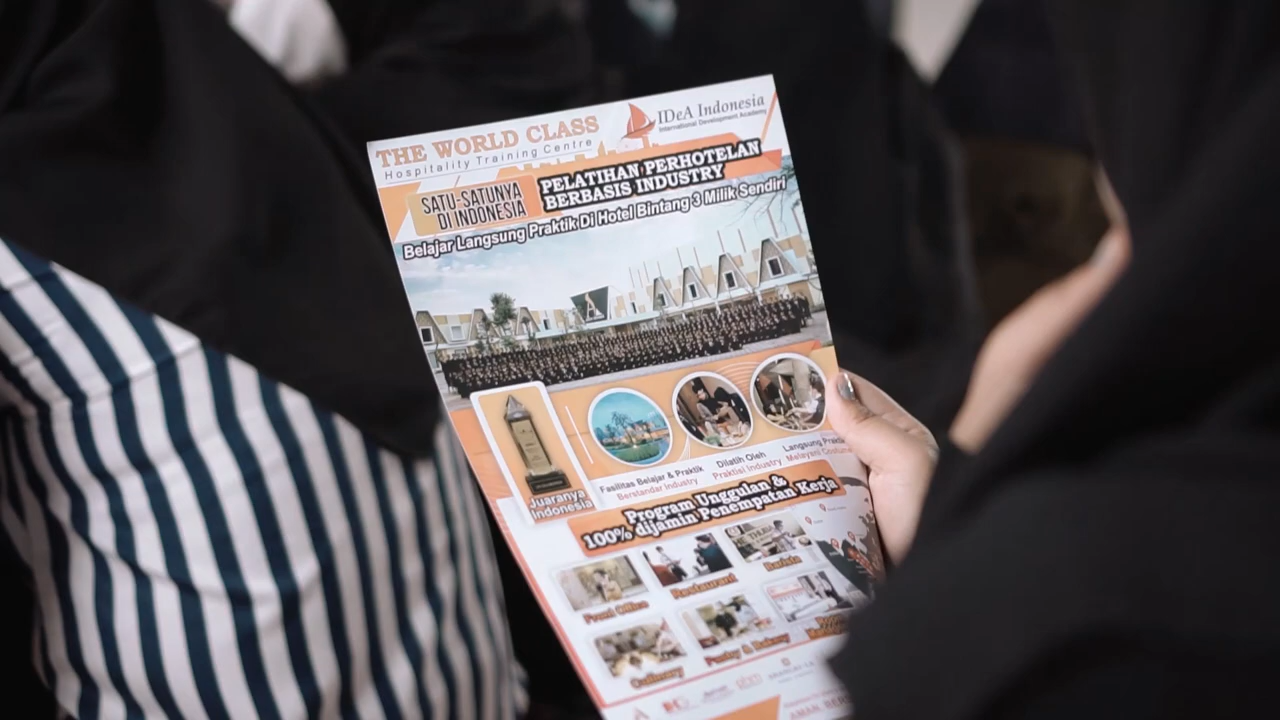 THE WORLD CLASS
Hospitality Training Centre
IDeA Indonesia
International Development Academy
SATU-SATUNYA
DI INDONESIA
PELATIHAN PERHOTELAN
BERBASIS INDUSTRY
Belajar Langsung Praktik Di Hotel Bintang 3 Milik Sendiri
Juaranya
Indonesia
Fasilitas Belajar & Praktik
Berstandar Industry
Dilatih Oleh
Praktisi Industry
Langsung Praktik
Melayani
Program Unggulan &
100% dijamin Penempatan Kerja
Front Office
Restaurant
Barista
Culinary
Pastry & Bakery